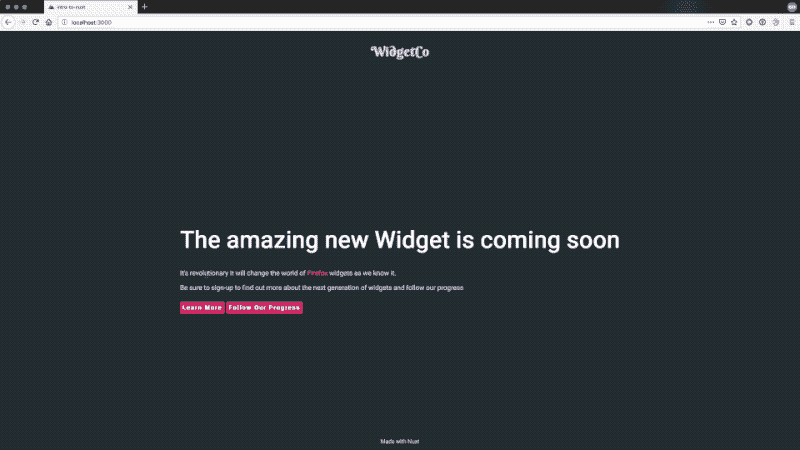 intro-to-nuxt
localhost:3000
WidgetCo
The amazing new Widget is coming soon
It's revolutionary it will change the world of Firefox widgets as we know it.
Be sure to sign-up to find out more about the next generation of widgets and follow our progress
Learn More Follow Our Progress
Made with Nuxt